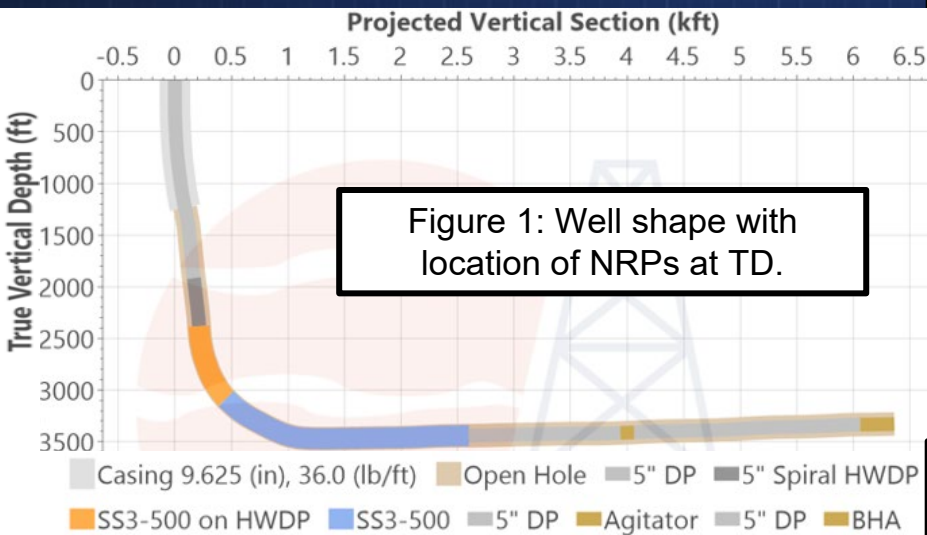 Projected Vertical Section (kft)
-0.5 0 0.5 1 1.5 2 2.5 3 3.5 4 4.5 5 5.5 6 6.5
True Vertical Depth (ft)
0
500
1000
1500
2000
2500
3000
3500
Figure 1: Well shape with
location of NRPs at TD.
Casing 9.625 (in), 36.0 (lb/ft) Open Hole 5" DP 5" Spiral HWDP
SS3-500 on HWDP SS3-500 5" DP Agitator 5" DP BHA